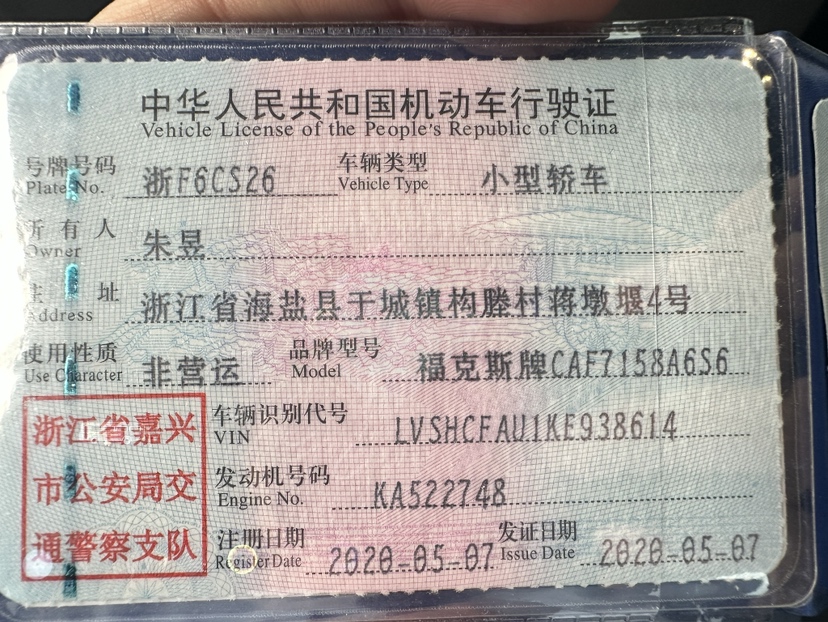 中华人民共和国机动车行驶证
Vehicle License of the People's Republic of China
号牌号码 浙F6CS26 车辆类型 小型轿车
Plate No. Vehicle Type
所有人 朱昱
Owner
住址 浙江省海盐县于城镇构塍村蒋墩堰4号
Address
使用性质 非营运 品牌型号 福克斯牌CAF7158A6S6
Use Character Model
浙江省嘉兴
市公安局交
通警察支队
车辆识别代号 LVSHCFAU1KE938614
VIN
发动机号码 KA522748
Engine No.
注册日期 2020-05-07 发证日期 2020-05-07
Register Date Issue Date